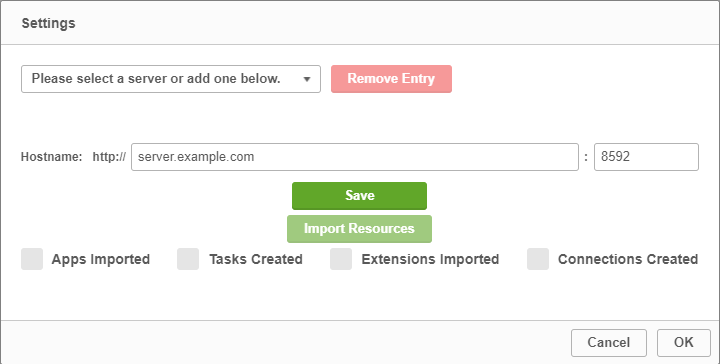 Settings
Please select a server or add one below.
Remove Entry
Hostname: http:// server.example.com : 8592
Save
Import Resources
Apps Imported Tasks Created Extensions Imported Connections Created
Cancel OK